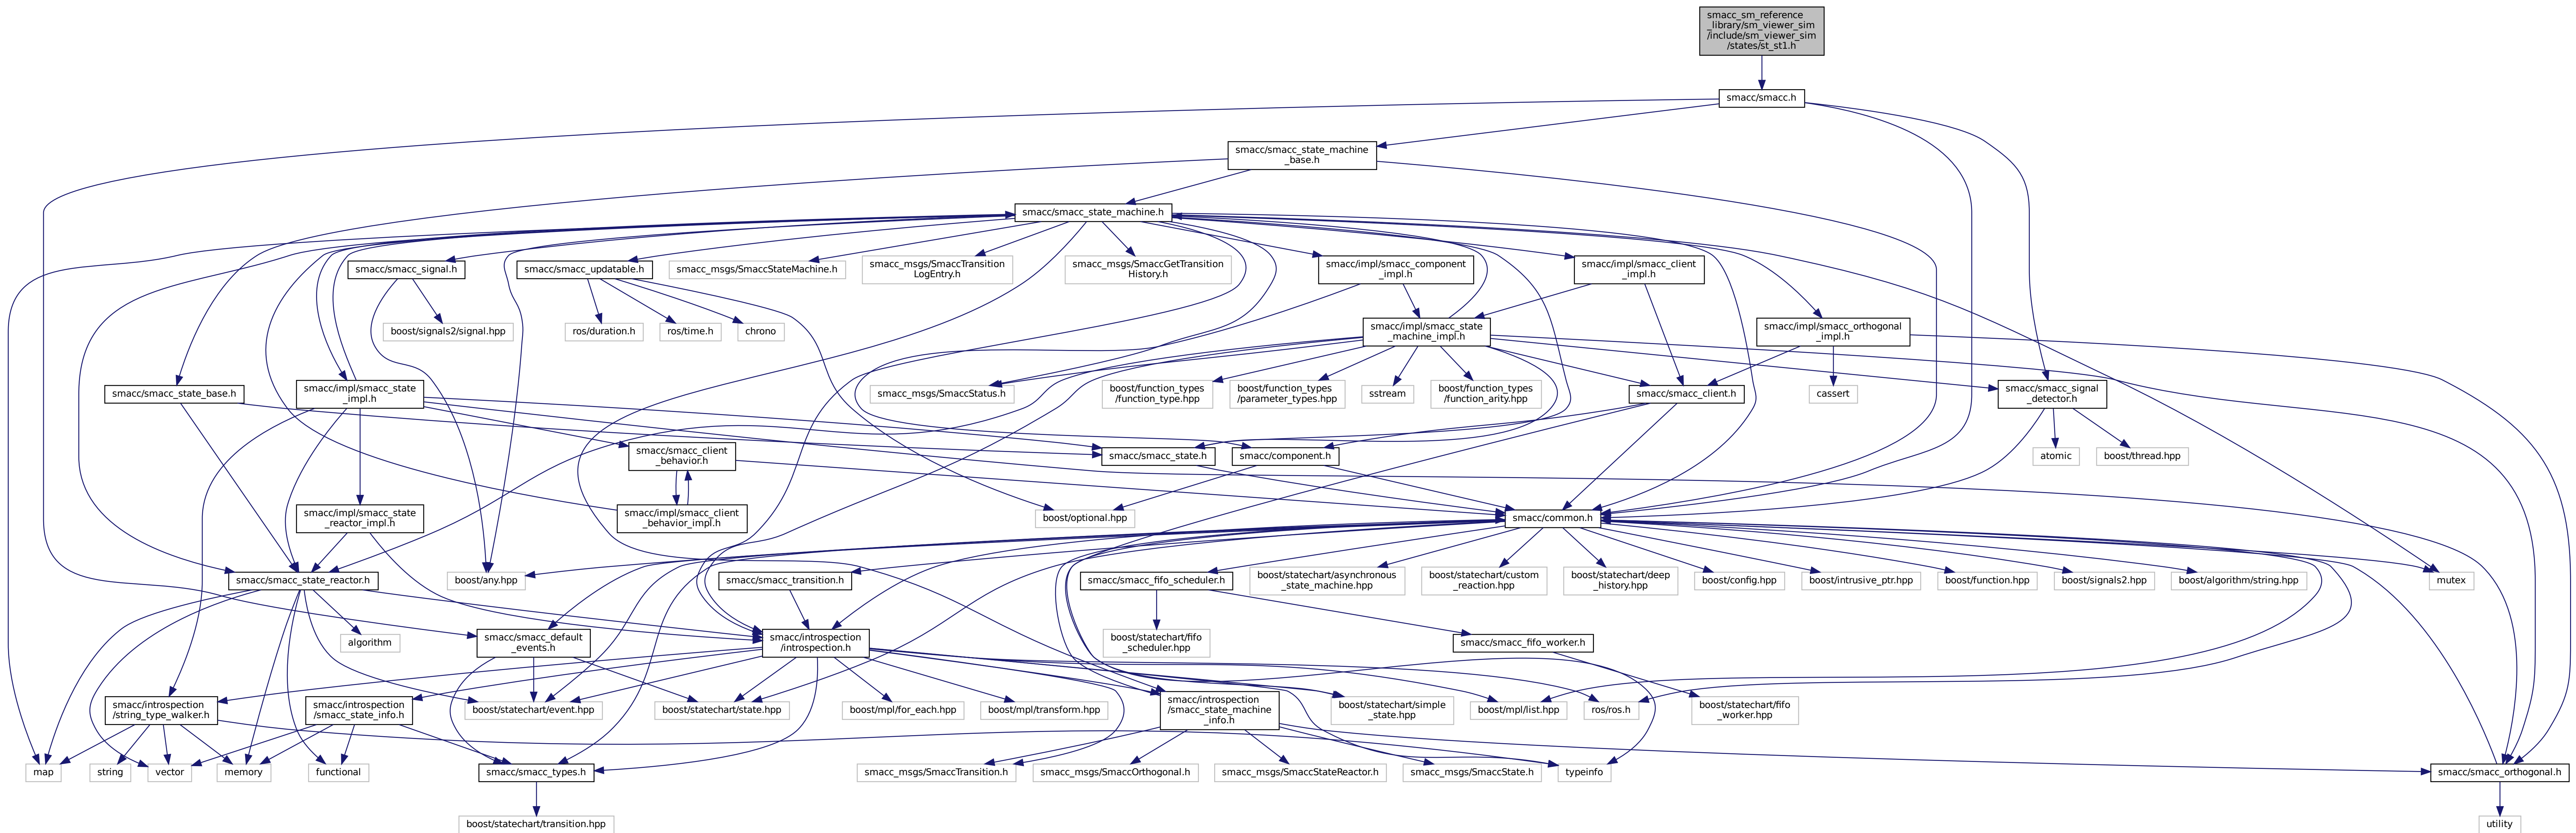 smacc_sm_reference
_library/sm_viewer_sim
/include/sm_viewer_sim
/states/st_st1.h
smacc/smacc.h
smacc/smacc_state_machine
_base.h
smacc/smacc_state_machine.h
smacc/smacc_signal.h
smacc/smacc_updatable.h
smacc_msgs/SmaccStateMachine.h
smacc_msgs/SmaccTransition
LogEntry.h
smacc_msgs/SmaccGetTransition
History.h
smacc/impl/smacc_component
_impl.h
smacc/impl/smacc_client
_impl.h
boost/signals2/signal.hpp
ros/duration.h
ros/time.h
chrono
smacc/impl/smacc_state
_machine_impl.h
smacc/impl/smacc_orthogonal
_impl.h
smacc/smacc_state_base.h
smacc/impl/smacc_state
_impl.h
smacc_msgs/SmaccStatus.h
boost/function_types
/function_type.hpp
boost/function_types
/parameter_types.hpp
sstream
boost/function_types
/function_arity.hpp
smacc/smacc_client.h
cassert
smacc/smacc_signal
_detector.h
smacc/smacc_client
_behavior.h
smacc/smacc_state.h
smacc/component.h
atomic
boost/thread.hpp
smacc/impl/smacc_state
_reactor_impl.h
smacc/impl/smacc_client
_behavior_impl.h
boost/optional.hpp
smacc/common.h
smacc/smacc_state_reactor.h
boost/any.hpp
smacc/smacc_transition.h
smacc/smacc_fifo_scheduler.h
boost/statechart/asynchronous
_state_machine.hpp
boost/statechart/custom
_reaction.hpp
boost/statechart/deep
_history.hpp
boost/config.hpp
boost/intrusive_ptr.hpp
boost/function.hpp
boost/signals2.hpp
boost/algorithm/string.hpp
mutex
algorithm
smacc/smacc_default
_events.h
smacc/introspection
/introspection.h
boost/statechart/fifo
_scheduler.hpp
smacc/smacc_fifo_worker.h
smacc/introspection
/string_type_walker.h
smacc/introspection
/smacc_state_info.h
boost/statechart/event.hpp
boost/statechart/state.hpp
boost/mpl/for_each.hpp
boost/mpl/transform.hpp
smacc/introspection
/smacc_state_machine
_info.h
boost/statechart/simple
_state.hpp
boost/mpl/list.hpp
ros/ros.h
boost/statechart/fifo
_worker.hpp
map
string
vector
memory
functional
smacc/smacc_types.h
smacc_msgs/SmaccTransition.h
smacc_msgs/SmaccOrthogonal.h
smacc_msgs/SmaccStateReactor.h
smacc_msgs/SmaccState.h
typeinfo
smacc/smacc_orthogonal.h
boost/statechart/transition.hpp
utility